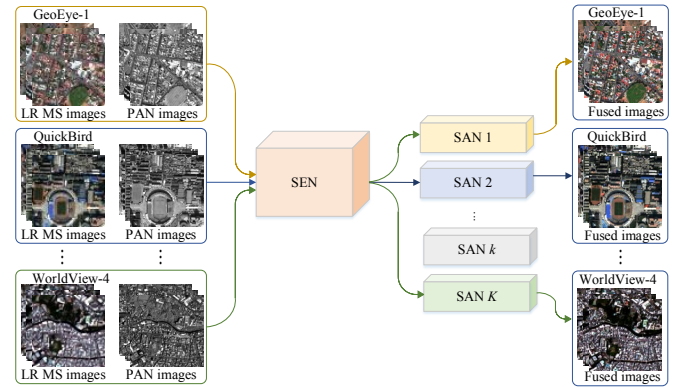 GeoEye-1
LR MS images
PAN images
QuickBird
LR MS images
PAN images
WorldView-4
LR MS images
PAN images
SEN
SAN 1
SAN 2
SAN k
SAN K
GeoEye-1
Fused images
QuickBird
Fused images
WorldView-4
Fused images